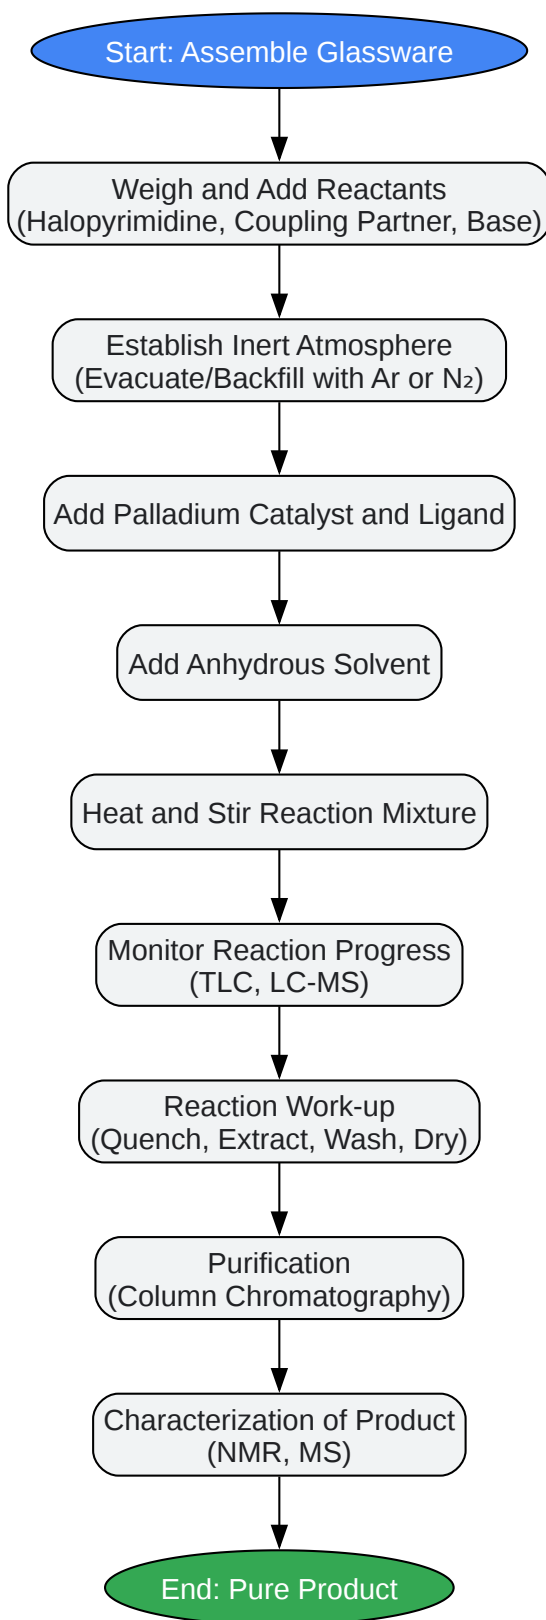 Start: Assemble Glassware
Weigh and Add Reactants
(Halopyrimidine, Coupling Partner, Base)
Establish Inert Atmosphere
(Evacuate/Backfill with Ar or N₂)
Add Palladium Catalyst and Ligand
Add Anhydrous Solvent
Heat and Stir Reaction Mixture
Monitor Reaction Progress
(TLC, LC-MS)
Reaction Work-up
(Quench, Extract, Wash, Dry)
Purification
(Column Chromatography)
Characterization of Product
(NMR, MS)
End: Pure Product